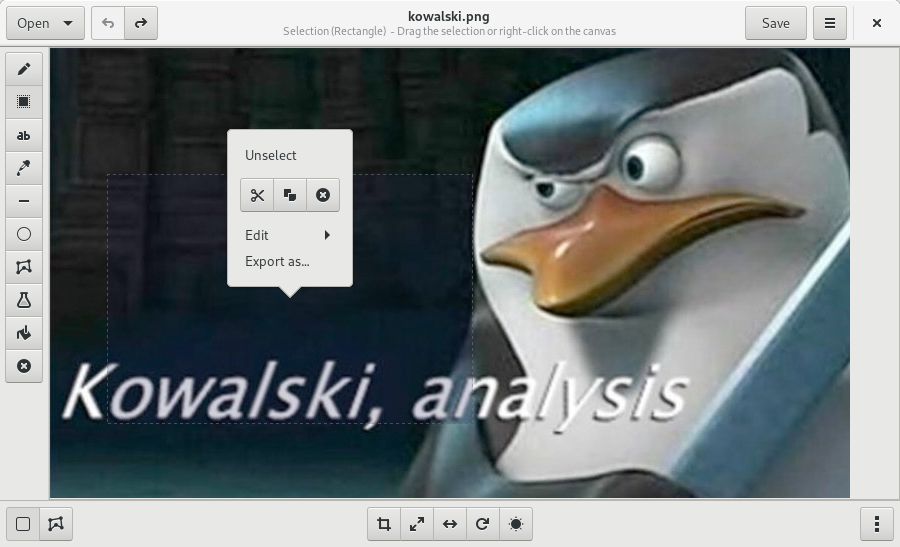 Open
kowalski.png
Selection (Rectangle) - Drag the selection or right-click on the canvas
Save
ab
Unselect
Edit
Export as...
Kowalski, analysis